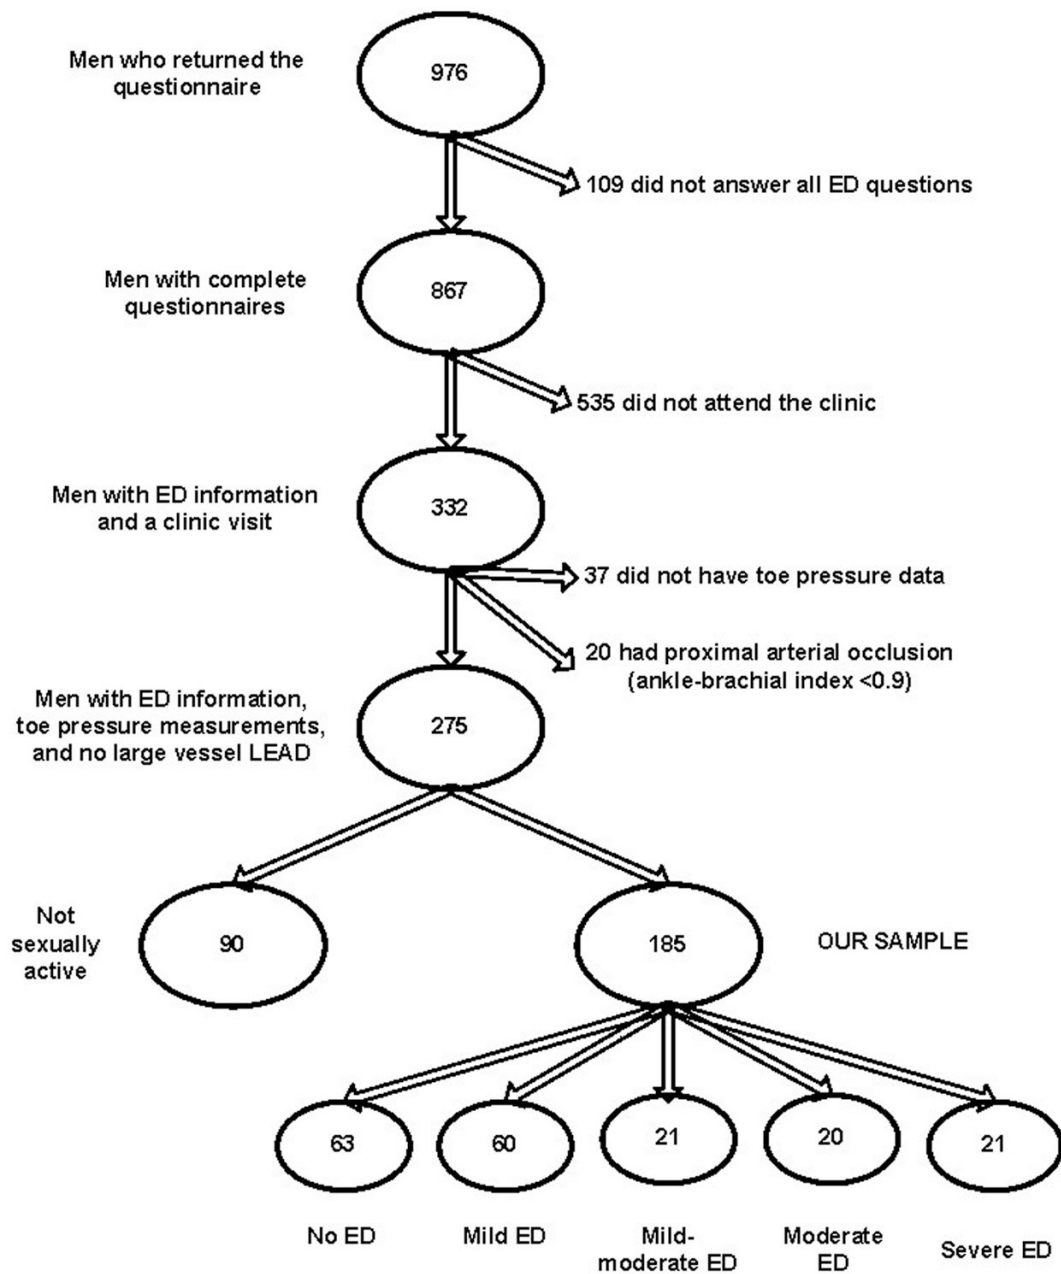 Men who returned the
questionnaire
976
109 did not answer all ED questions
Men with complete
questionnaires
867
535 did not attend the clinic
Men with ED information
and a clinic visit
332
37 did not have toe pressure data
20 had proximal arterial occlusion
(ankle-brachial index <0.9)
Men with ED information,
toe pressure measurements,
and no large vessel LEAD
275
Not
sexually
active
90
185
OUR SAMPLE
63
60
21
20
21
No ED
Mild ED
Mild-
moderate ED
Moderate
ED
Severe ED